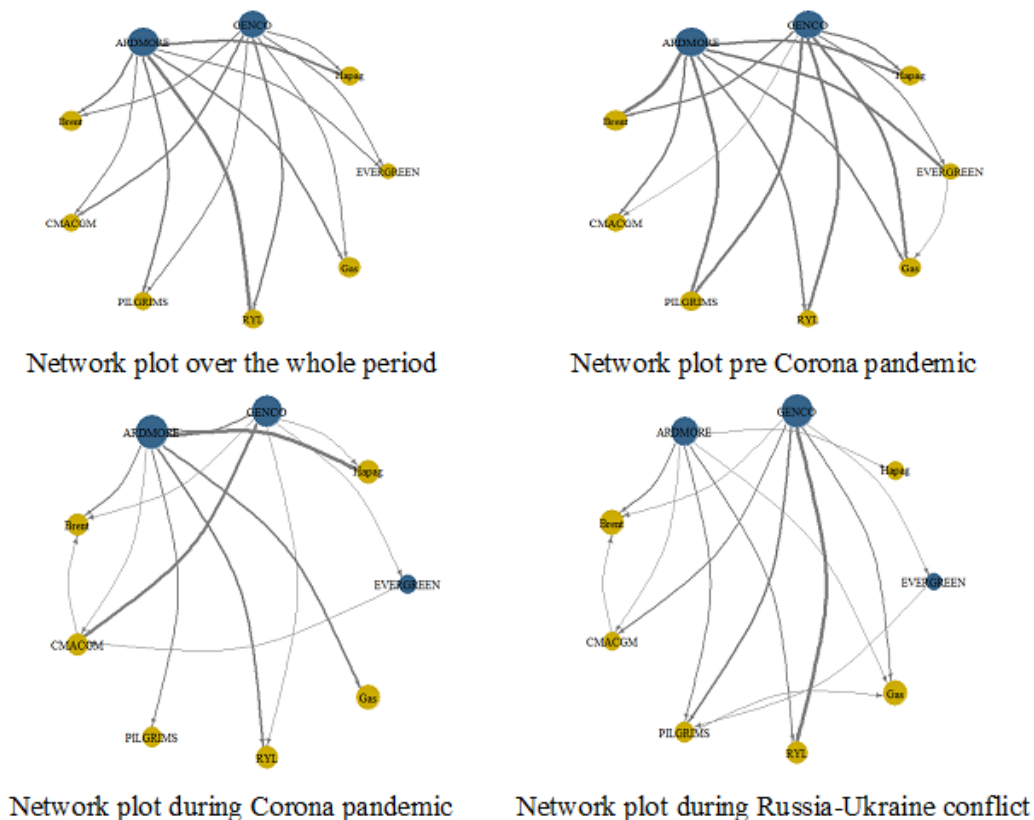 GENCO
ARDMORE
Hapag
Brent
EVERGREEN
CMACGM
Gas
PILGRIMS
RYL
Network plot over the whole period
GENCO
ARDMORE
Hapag
Brent
EVERGREEN
CMACGM
Gas
PILGRIMS
RYL
Network plot pre Corona pandemic
GENCO
ARDMORE
Hapag
Brent
EVERGREEN
CMACGM
Gas
PILGRIMS
RYL
Network plot during Corona pandemic
GENCO
ARDMORE
Hapag
Brent
EVERGREEN
CMACGM
Gas
PILGRIMS
RYL
Network plot during Russia-Ukraine conflict